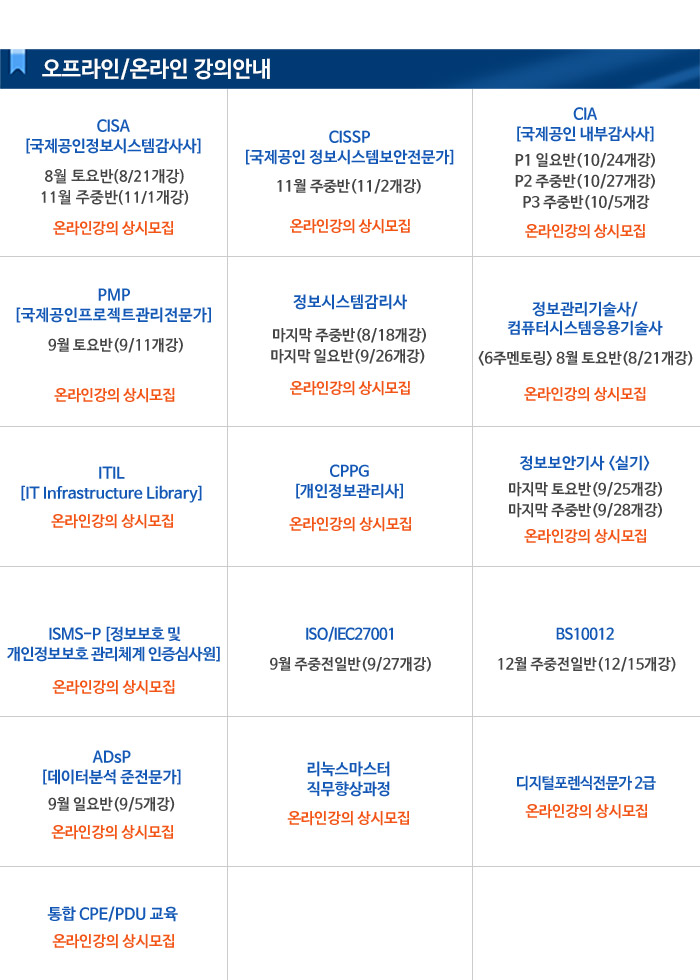 오프라인/온라인 강의안내
CISA
[국제공인정보시스템감사사]
8월 토요반(8/21개강)
11월 주중반(11/1개강)
온라인강의 상시모집
CISSP
[국제공인 정보시스템보안전문가]
11월 주중반(11/2개강)
온라인강의 상시모집
CIA
[국제공인 내부감사사]
P1 일요반(10/24개강)
P2 주중반(10/27개강)
P3 주중반(10/5개강
온라인강의 상시모집
PMP
[국제공인프로젝트관리전문가]
9월 토요반(9/11개강)
온라인강의 상시모집
정보시스템감리사
마지막 주중반(8/18개강)
마지막 일요반(9/26개강)
온라인강의 상시모집
정보관리기술사/
컴퓨터시스템응용기술사
<6주멘토링> 8월 토요반(8/21개강)
온라인강의 상시모집
ITIL
[IT Infrastructure Library]
온라인강의 상시모집
CPPG
[개인정보관리사]
온라인강의 상시모집
정보보안기사 <실기>
마지막 토요반(9/25개강)
마지막 주중반(9/28개강)
온라인강의 상시모집
ISMS-P [정보보호 및
개인정보보호 관리체계 인증심사원]
온라인강의 상시모집
ISO/IEC27001
9월 주중전일반(9/27개강)
BS10012
12월 주중전일반(12/15개강)
ADsP
[데이터분석 준전문가]
9월 일요반(9/5개강)
온라인강의 상시모집
리눅스마스터
직무향상과정
온라인강의 상시모집
디지털포렌식전문가 2급
온라인강의 상시모집
통합 CPE/PDU 교육
온라인강의 상시모집